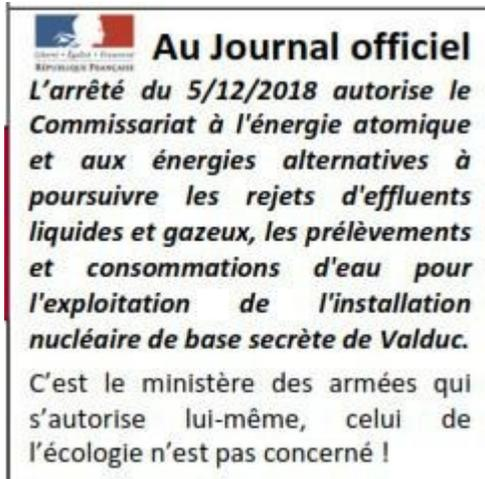 Liberté • Égalité • Fraternité
RÉPUBLIQUE FRANÇAISE
Au Journal officiel
L'arrêté du 5/12/2018 autorise le
Commissariat à l'énergie atomique
et aux énergies alternatives à
poursuivre les rejets d'effluents
liquides et gazeux, les prélèvements
et consommations d'eau pour
l'exploitation de l'installation
nucléaire de base secrète de Valduc.
C'est le ministère des armées qui
s'autorise lui-même, celui de
l'écologie n'est pas concerné !